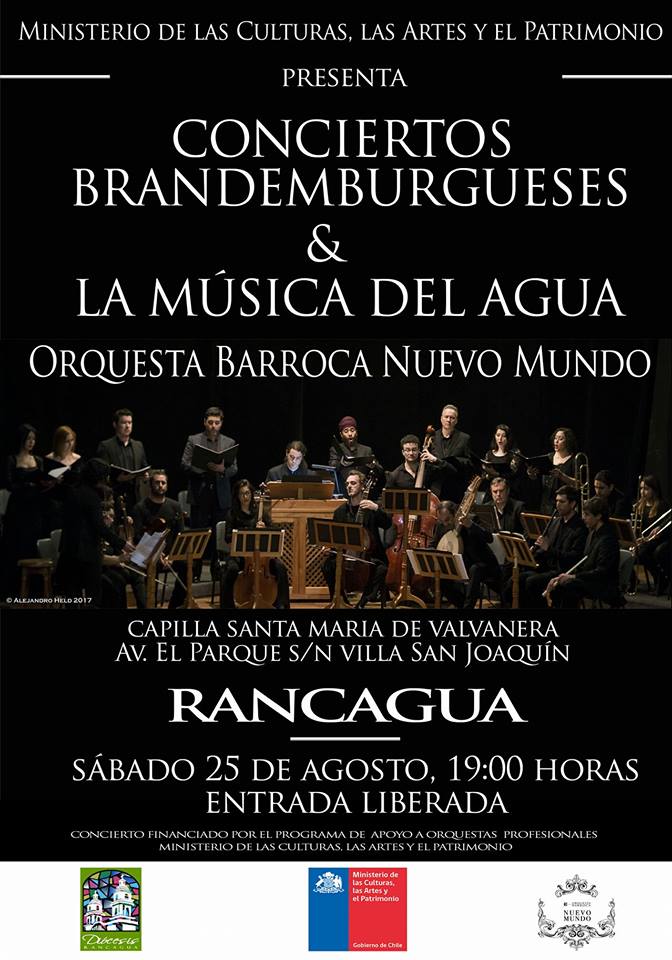 MINISTERIO DE LAS CULTURAS, LAS ARTES Y EL PATRIMONIO
PRESENTA
CONCIERTOS
BRANDEMBURGUESES
&
LA MÚSICA DEL AGUA
ORQUESTA BARROCA NUEVO MUNDO
© ALEJANDRO HELD 2017
CAPILLA SANTA MARIA DE VALVANERA
AV. EL PARQUE S/N VILLA SAN JOAQUÍN
RANCAGUA
SÁBADO 25 DE AGOSTO, 19:00 HORAS
ENTRADA LIBERADA
CONCIERTO FINANCIADO POR EL PROGRAMA DE APOYO A ORQUESTAS PROFESIONALES
MINISTERIO DE LAS CULTURAS, LAS ARTES Y EL PATRIMONIO
Diócesis
RANCAGUA
Ministerio de
las Culturas,
las Artes y
el Patrimonio
Gobierno de Chile
NUEVO
MUNDO